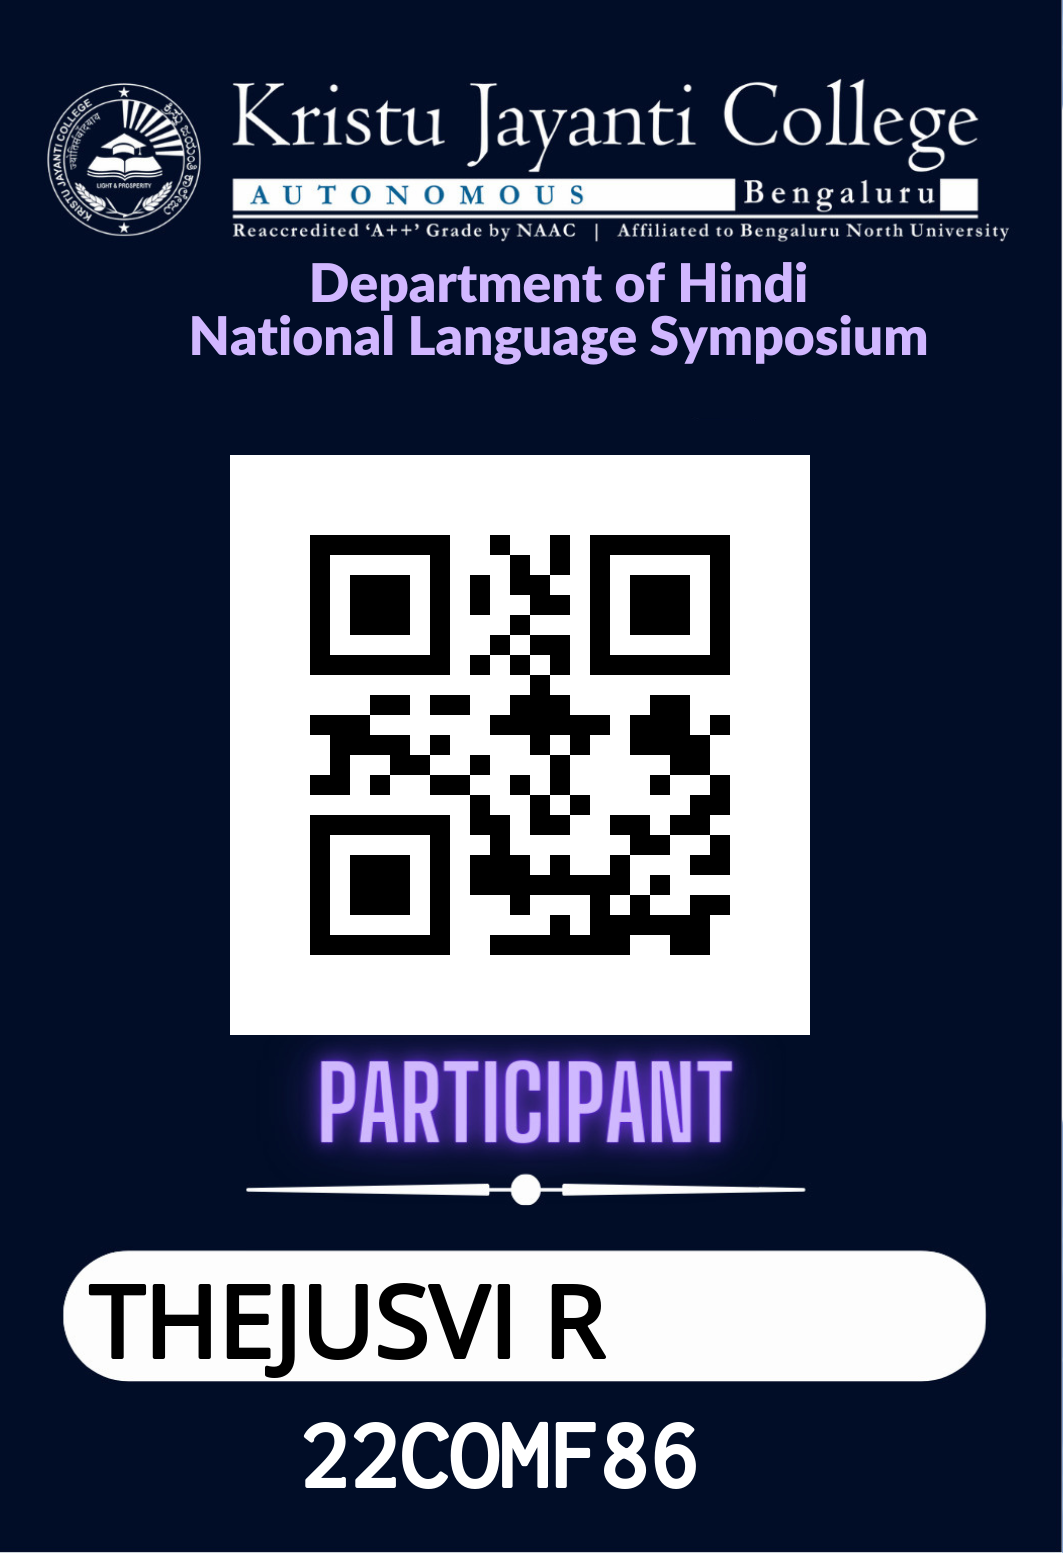 KRISTU JAYANTI COLLEGE
LIGHT & PROSPERITY
Kristu Jayanti College
AUTONOMOUS Bengaluru
Reaccredited ‘A++’ Grade by NAAC | Affiliated to Bengaluru North University
Department of Hindi
National Language Symposium
PARTICIPANT
THEJUSVI R
22COMF86